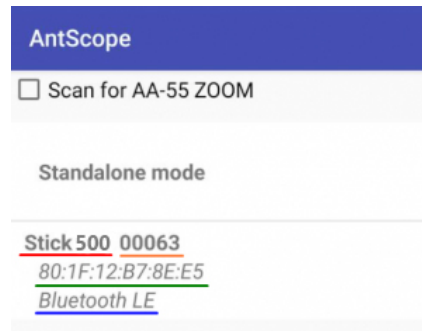 AntScope
Scan for AA-55 ZOOM
Standalone mode
Stick 500 00063
80:1F:12:B7:8E:E5
Bluetooth LE